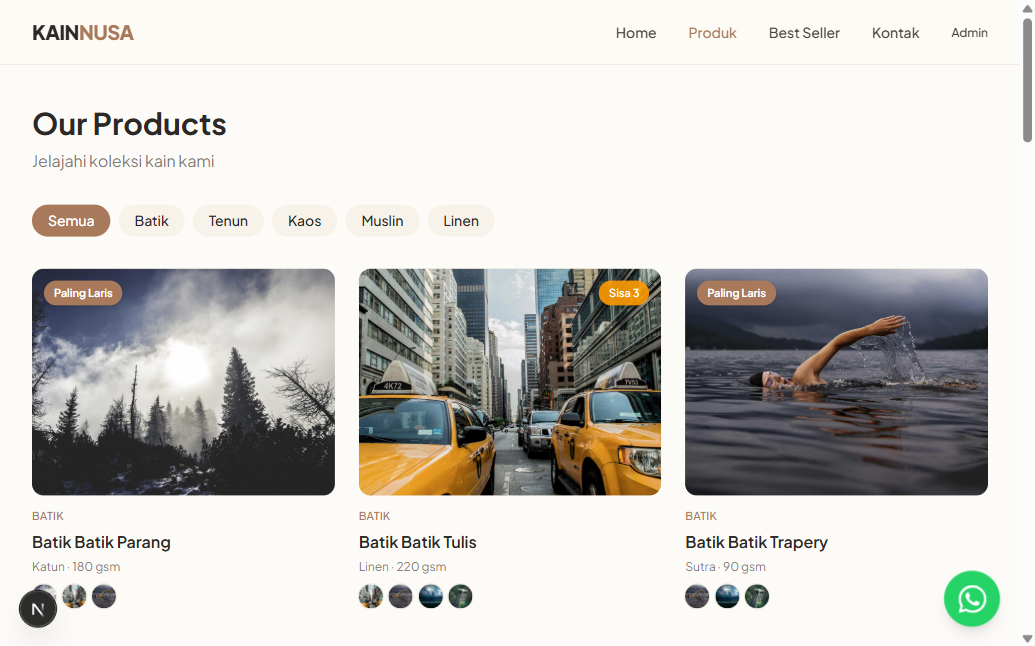 KAINNUSA
Home Produk Best Seller Kontak Admin
Our Products
Jelajahi koleksi kain kami
Semua Batik Tenun Kaos Muslin Linen
Paling Laris
Sisa 3
Paling Laris
4K72
7V53
BATIK
Batik Batik Parang
Katun · 180 gsm
BATIK
Batik Batik Tulis
Linen · 220 gsm
BATIK
Batik Batik Trapery
Sutra · 90 gsm
N